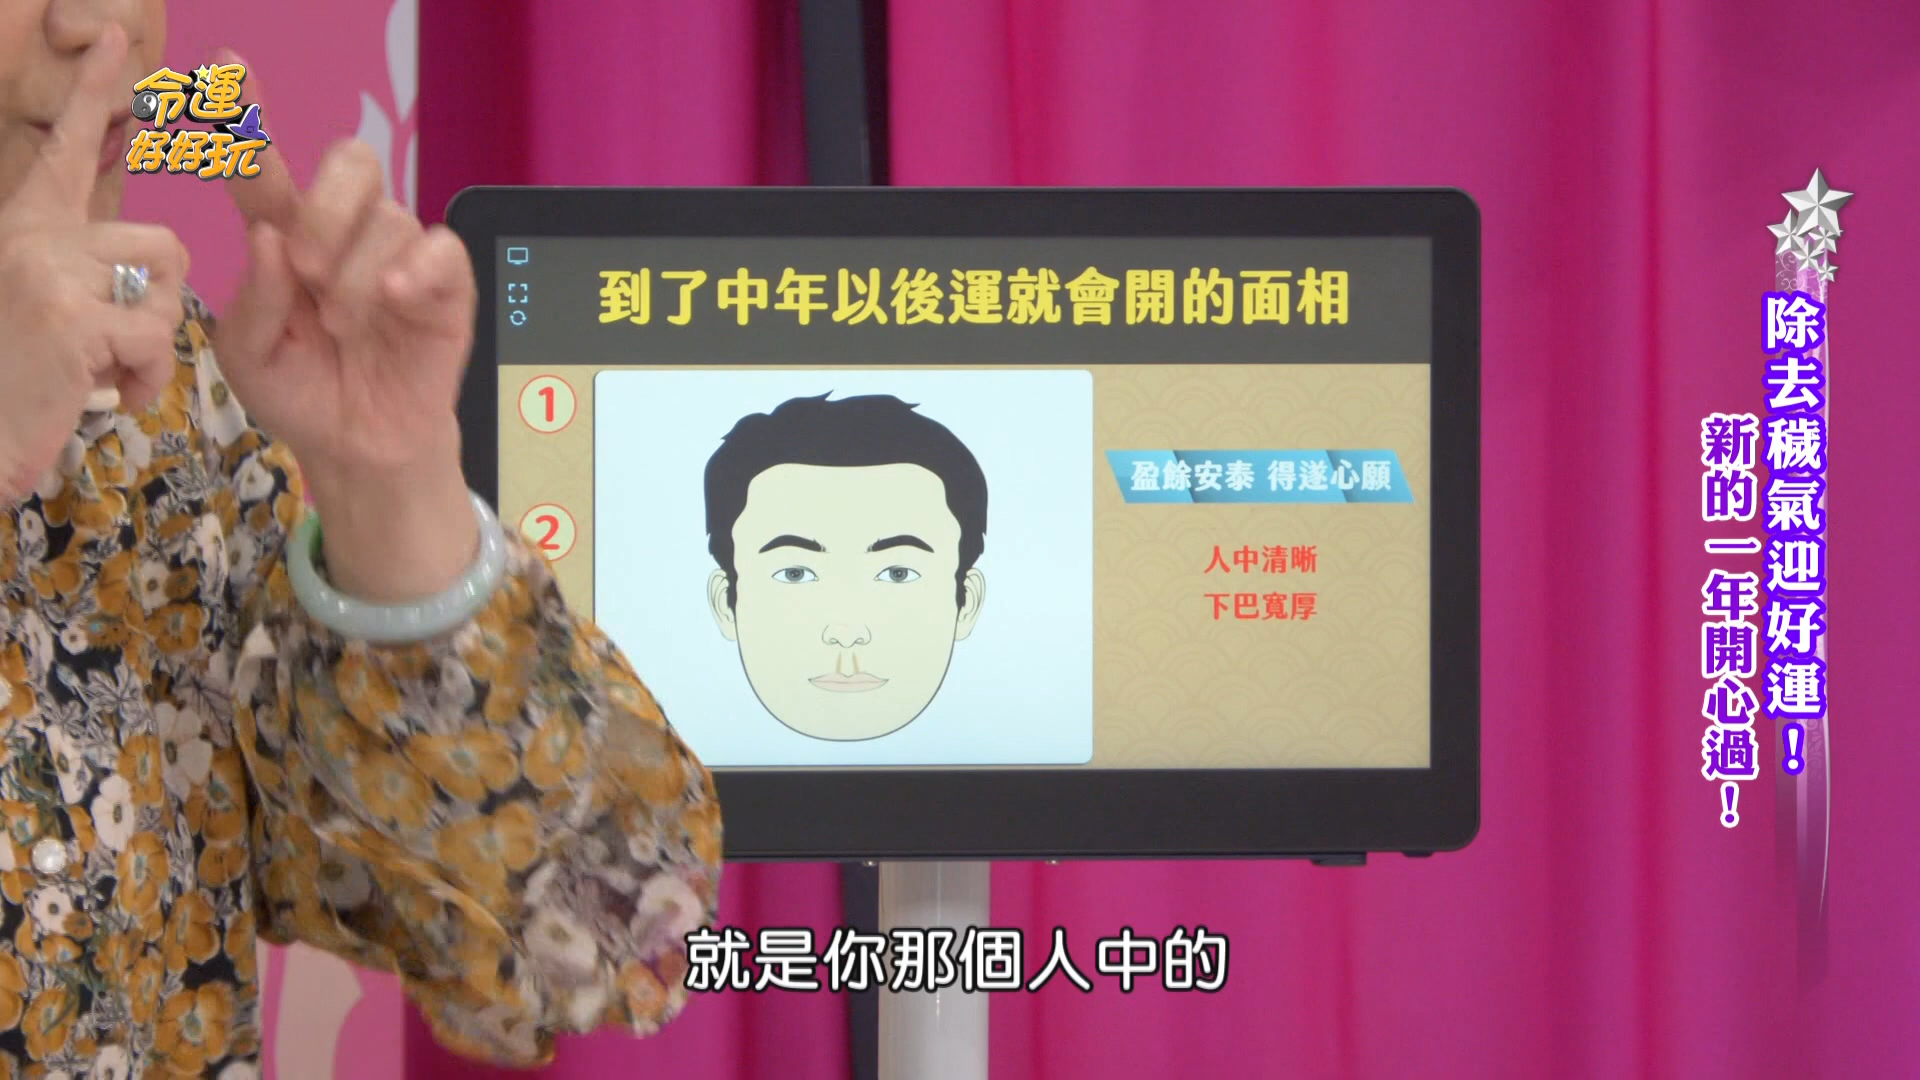 命運
好好玩
到了中年以後運就會開的面相
1
2
盈餘安泰 得遂心願
人中清晰
下巴寬厚
除去穢氣迎好運！
新的一年開心過！
就是你那個人中的